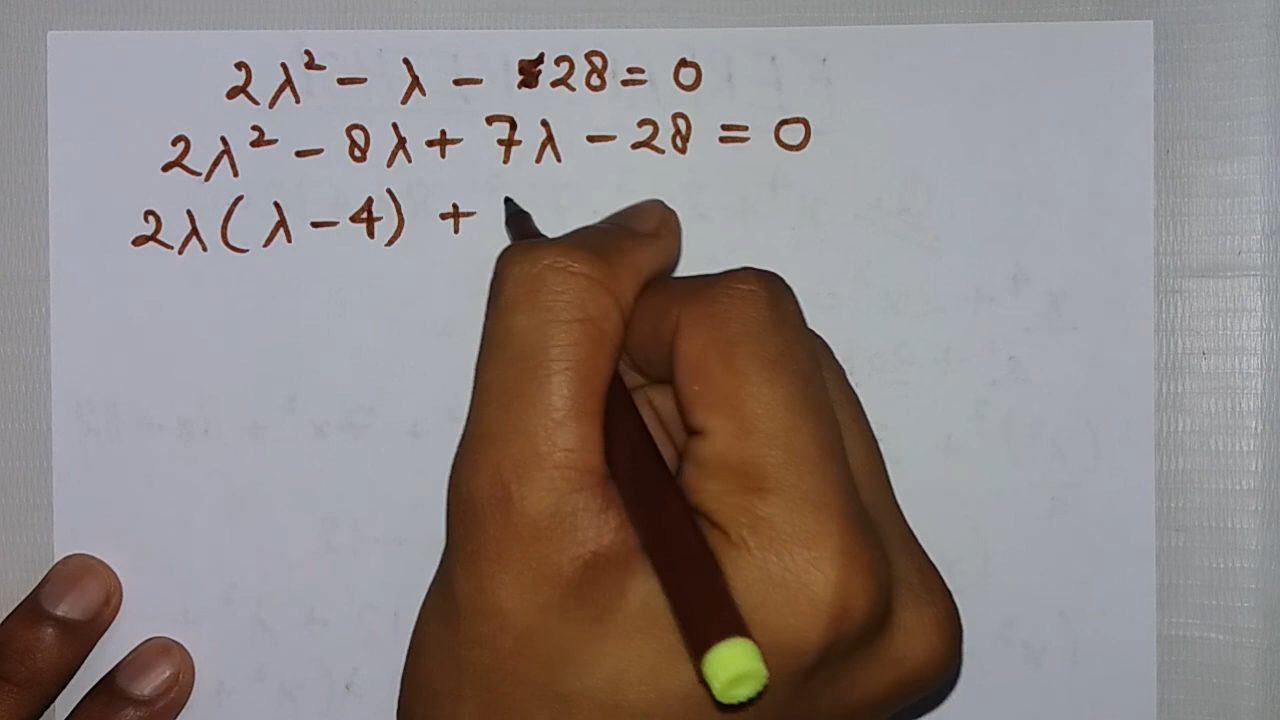 2λ² - λ - 28 = 0
2λ² - 8λ + 7λ - 28 = 0
2λ(λ - 4) +